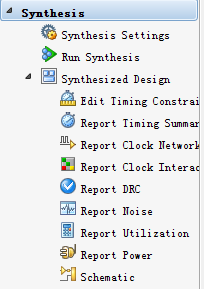 Synthesis
Synthesis Settings
Run Synthesis
Synthesized Design
Edit Timing Constrai
Report Timing Summar
Report Clock Network
Report Clock Interac
Report DRC
Report Noise
Report Utilization
Report Power
Schematic